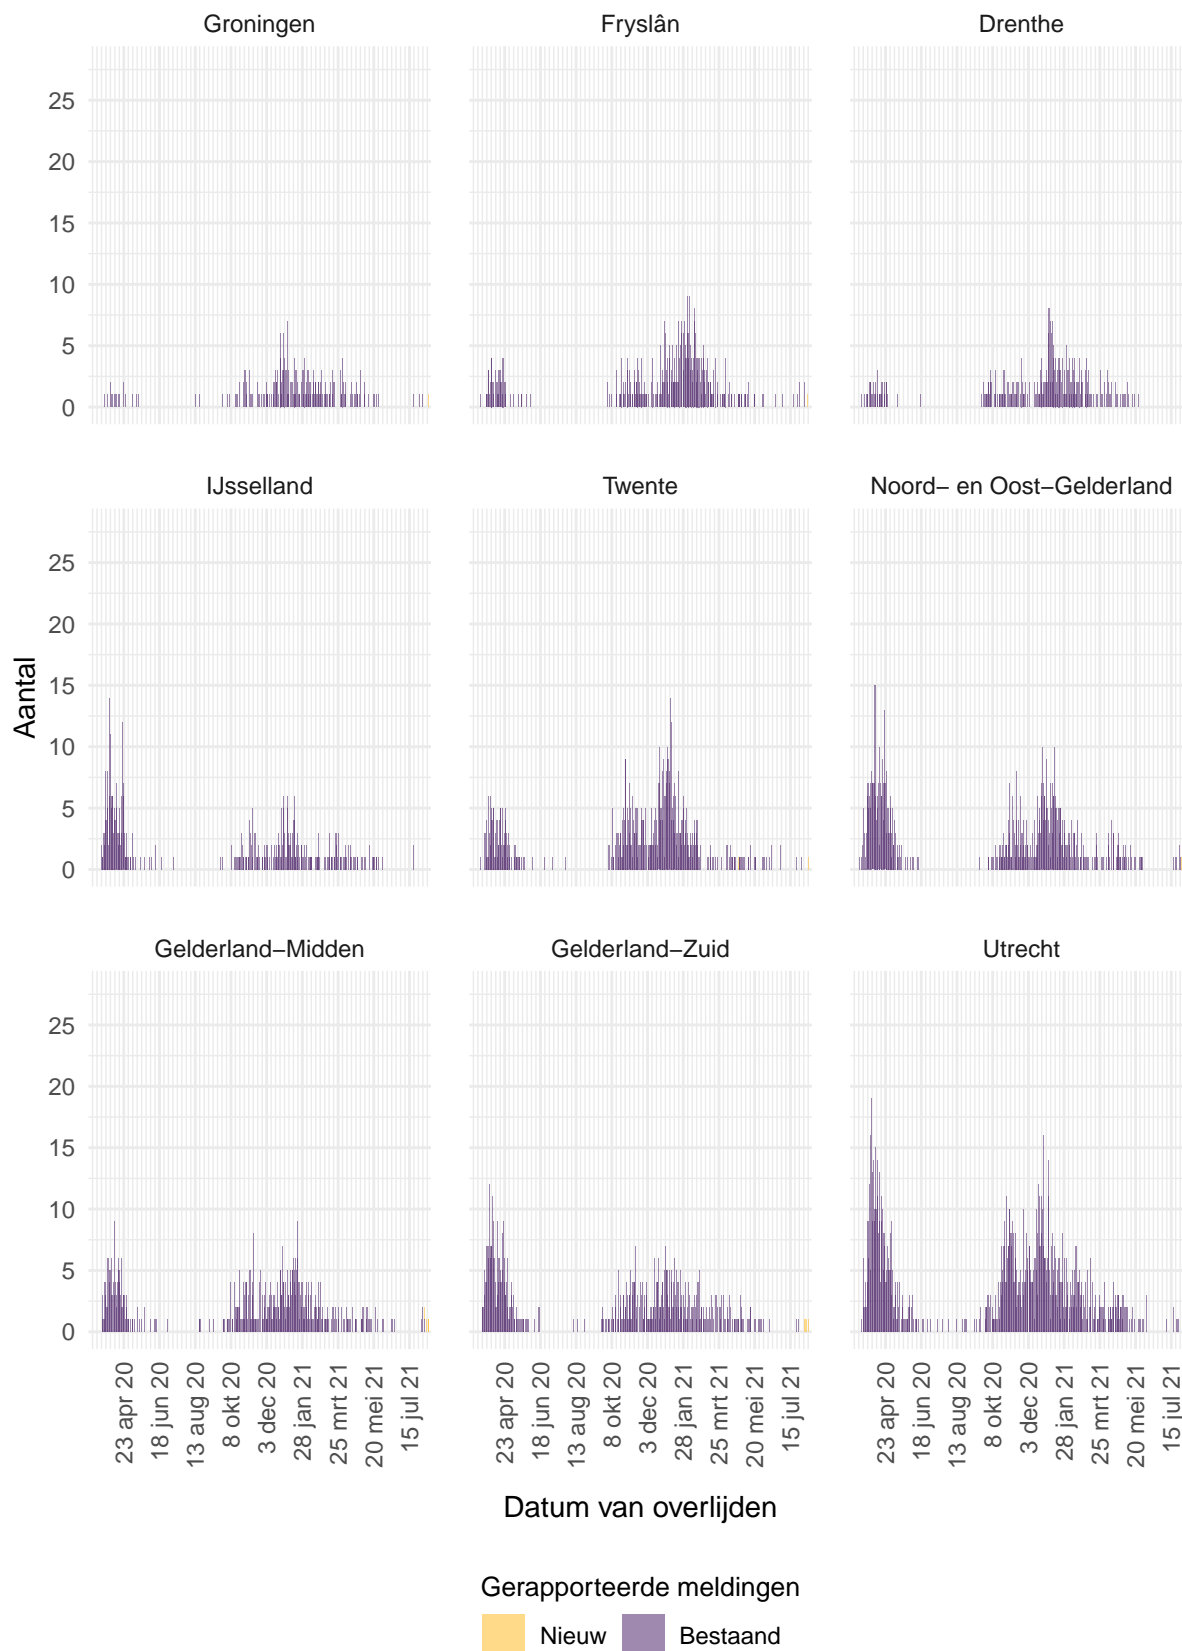 Groningen Fryslân Drenthe
25
20
15
10
5
0
IJsselland Twente Noord− en Oost−Gelderland
25
20
15
10
5
0
Aantal
Gelderland−Midden Gelderland−Zuid Utrecht
25
20
15
10
5
0
23 apr 20 18 jun 20 13 aug 20 8 okt 20 3 dec 20 28 jan 21 25 mrt 21 20 mei 21 15 jul 21 23 apr 20 18 jun 20 13 aug 20 8 okt 20 3 dec 20 28 jan 21 25 mrt 21 20 mei 21 15 jul 21 23 apr 20 18 jun 20 13 aug 20 8 okt 20 3 dec 20 28 jan 21 25 mrt 21 20 mei 21 15 jul 21
Datum van overlijden
Gerapporteerde meldingen
Nieuw Bestaand